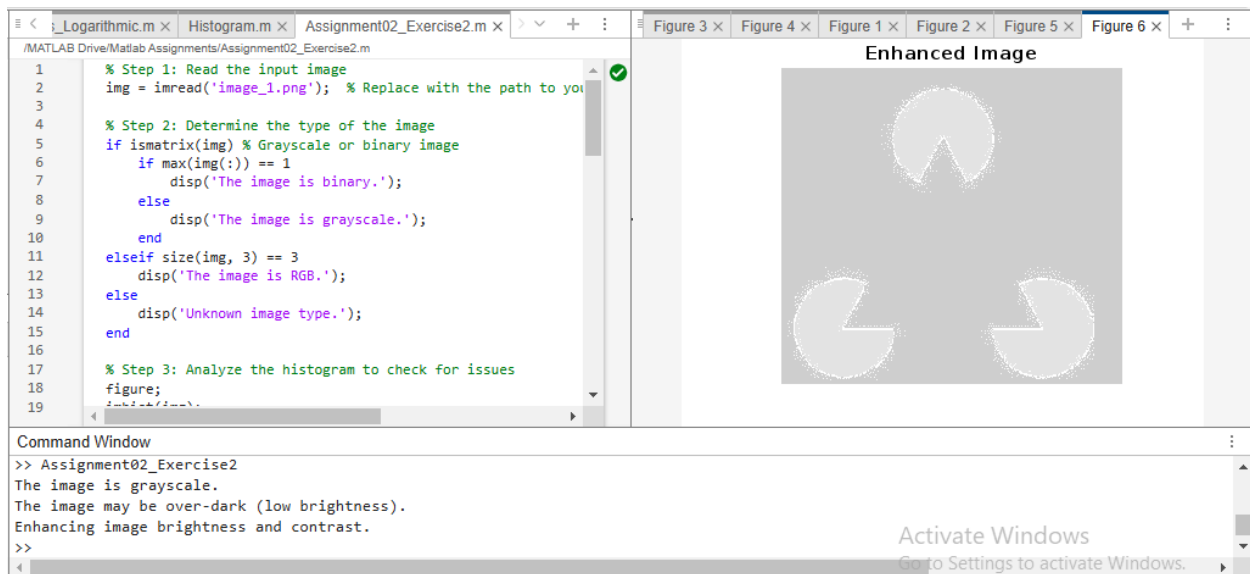 s_Logarithmic.m × Histogram.m × Assignment02_Exercise2.m ×
/MATLAB Drive/Matlab Assignments/Assignment02_Exercise2.m
1 % Step 1: Read the input image
2 img = imread('image_1.png'); % Replace with the path to you
3
4 % Step 2: Determine the type of the image
5 if ismatrix(img) % Grayscale or binary image
6 if max(img(:)) == 1
7 disp('The image is binary.');
8 else
9 disp('The image is grayscale.');
10 end
11 elseif size(img, 3) == 3
12 disp('The image is RGB.');
13 else
14 disp('Unknown image type.');
15 end
16
17 % Step 3: Analyze the histogram to check for issues
18 figure;
19 imhist(img);
Figure 3 × Figure 4 × Figure 1 × Figure 2 × Figure 5 × Figure 6 ×
Enhanced Image
Command Window
>> Assignment02_Exercise2
The image is grayscale.
The image may be over-dark (low brightness).
Enhancing image brightness and contrast.
>>
Activate Windows
Go to Settings to activate Windows.